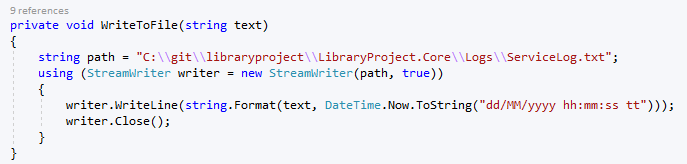 9 references
private void WriteToFile(string text)
{
string path = "C:\\git\\libraryproject\\LibraryProject.Core\\Logs\\ServiceLog.txt";
using (StreamWriter writer = new StreamWriter(path, true))
{
writer.WriteLine(string.Format(text, DateTime.Now.ToString("dd/MM/yyyy hh:mm:ss tt")));
writer.Close();
}
}